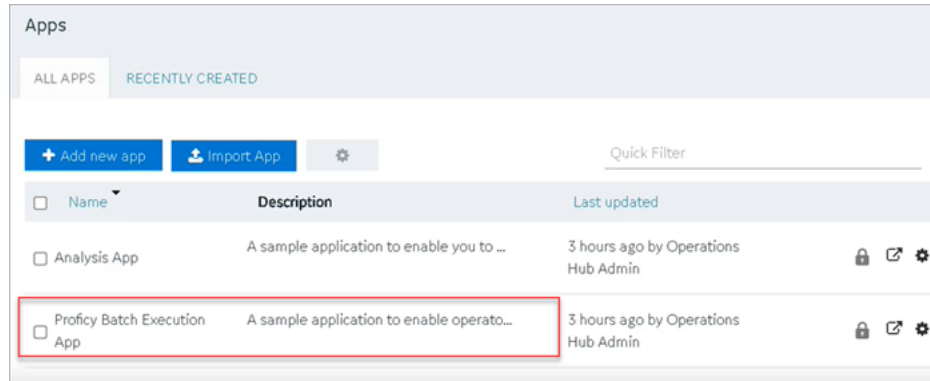 Apps
ALL APPS RECENTLY CREATED
Add new app Import App Quick Filter
Name Description Last updated
Analysis App A sample application to enable you to ... 3 hours ago by Operations
Hub Admin
Proficy Batch Execution A sample application to enable operato... 3 hours ago by Operations
App Hub Admin